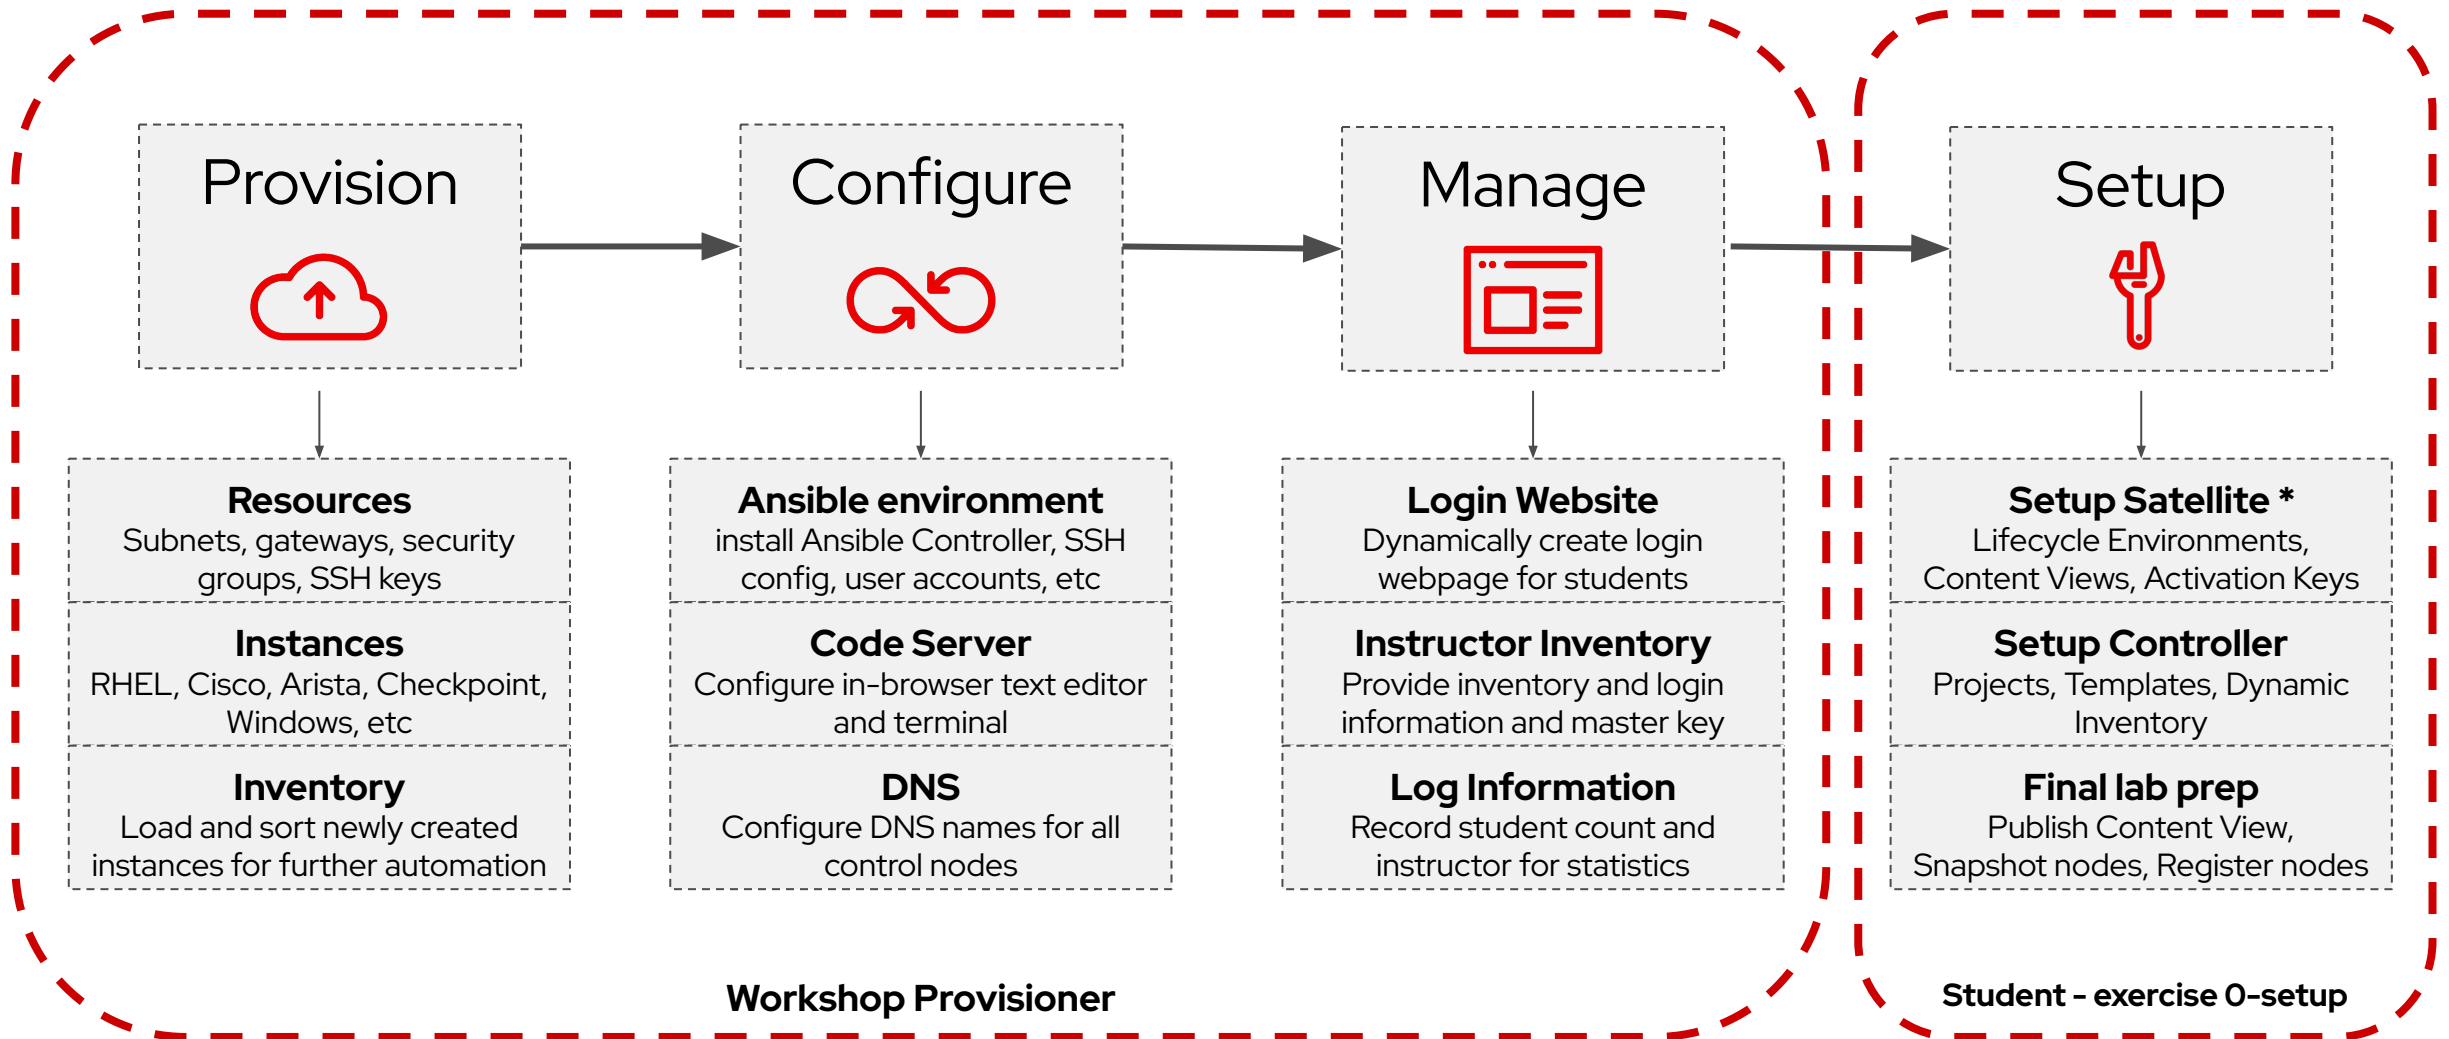 Provision
Configure
Manage
Setup
Resources
Subnets, gateways, security
groups, SSH keys
Instances
RHEL, Cisco, Arista, Checkpoint,
Windows, etc
Inventory
Load and sort newly created
instances for further automation
Ansible environment
install Ansible Controller, SSH
config, user accounts, etc
Code Server
Configure in-browser text editor
and terminal
DNS
Configure DNS names for all
control nodes
Login Website
Dynamically create login
webpage for students
Instructor Inventory
Provide inventory and login
information and master key
Log Information
Record student count and
instructor for statistics
Setup Satellite *
Lifecycle Environments,
Content Views, Activation Keys
Setup Controller
Projects, Templates, Dynamic
Inventory
Final lab prep
Publish Content View,
Snapshot nodes, Register nodes
Workshop Provisioner
Student - exercise 0-setup